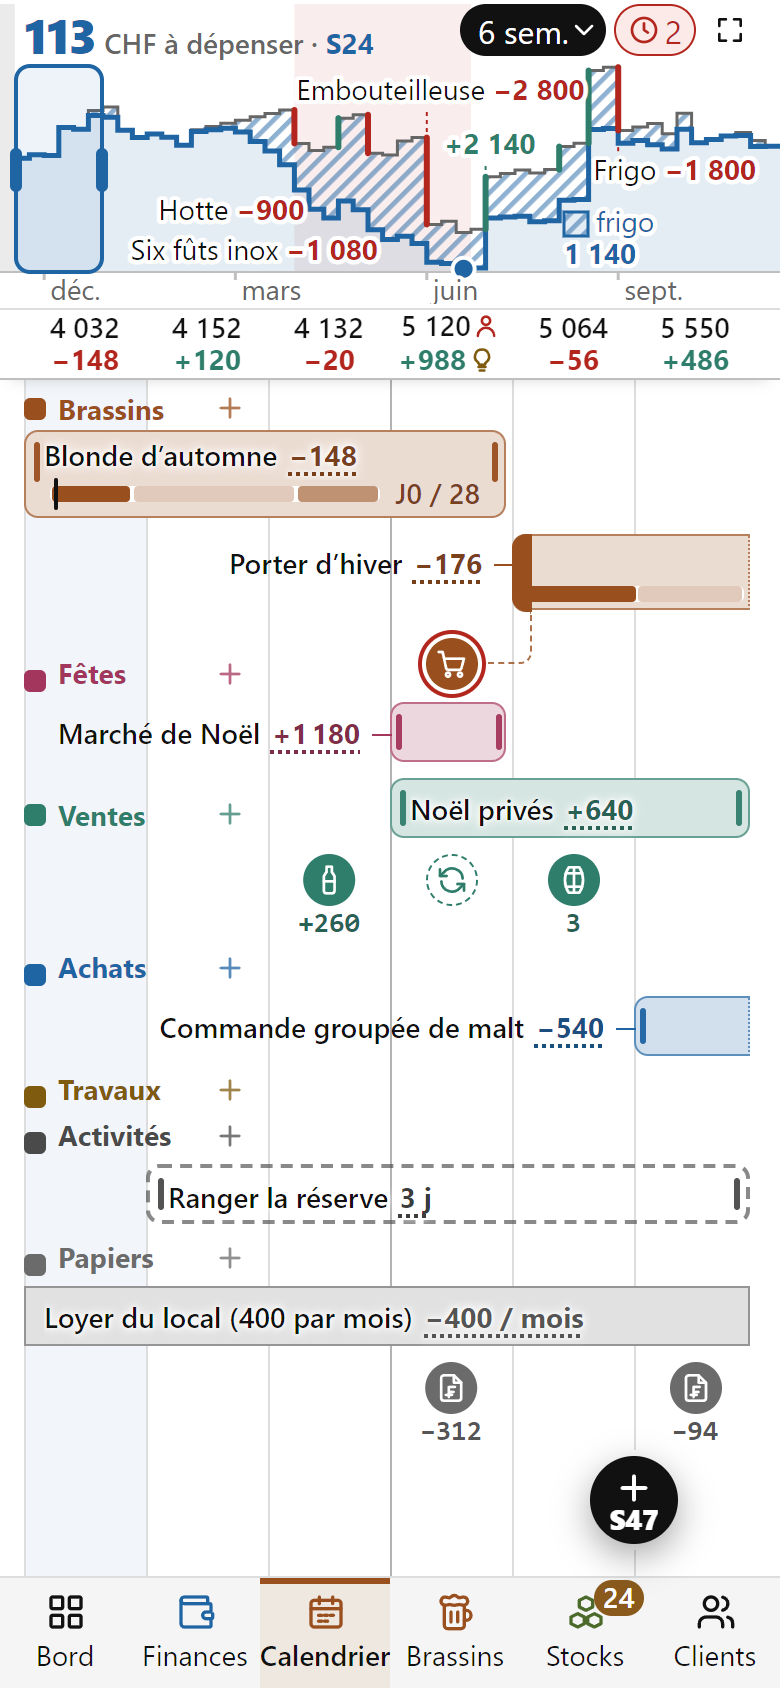 113 CHF à dépenser · S24
6 sem.
2
Embouteilleuse −2 800
+2 140
Frigo −1 800
Hotte −900
frigo
1 140
Six fûts inox −1 080
déc. mars juin sept.
4 032 4 152 4 132 5 120 5 064 5 550
−148 +120 −20 +988 −56 +486
Brassins +
Blonde d’automne −148
J0 / 28
Porter d’hiver −176
Fêtes +
Marché de Noël +1 180
Ventes +
Noël privés +640
+260 3
Achats +
Commande groupée de malt −540
Travaux +
Activités +
Ranger la réserve 3 j
Papiers +
Loyer du local (400 par mois) −400 / mois
−312 −94
+
S47
24
Bord Finances Calendrier Brassins Stocks Clients